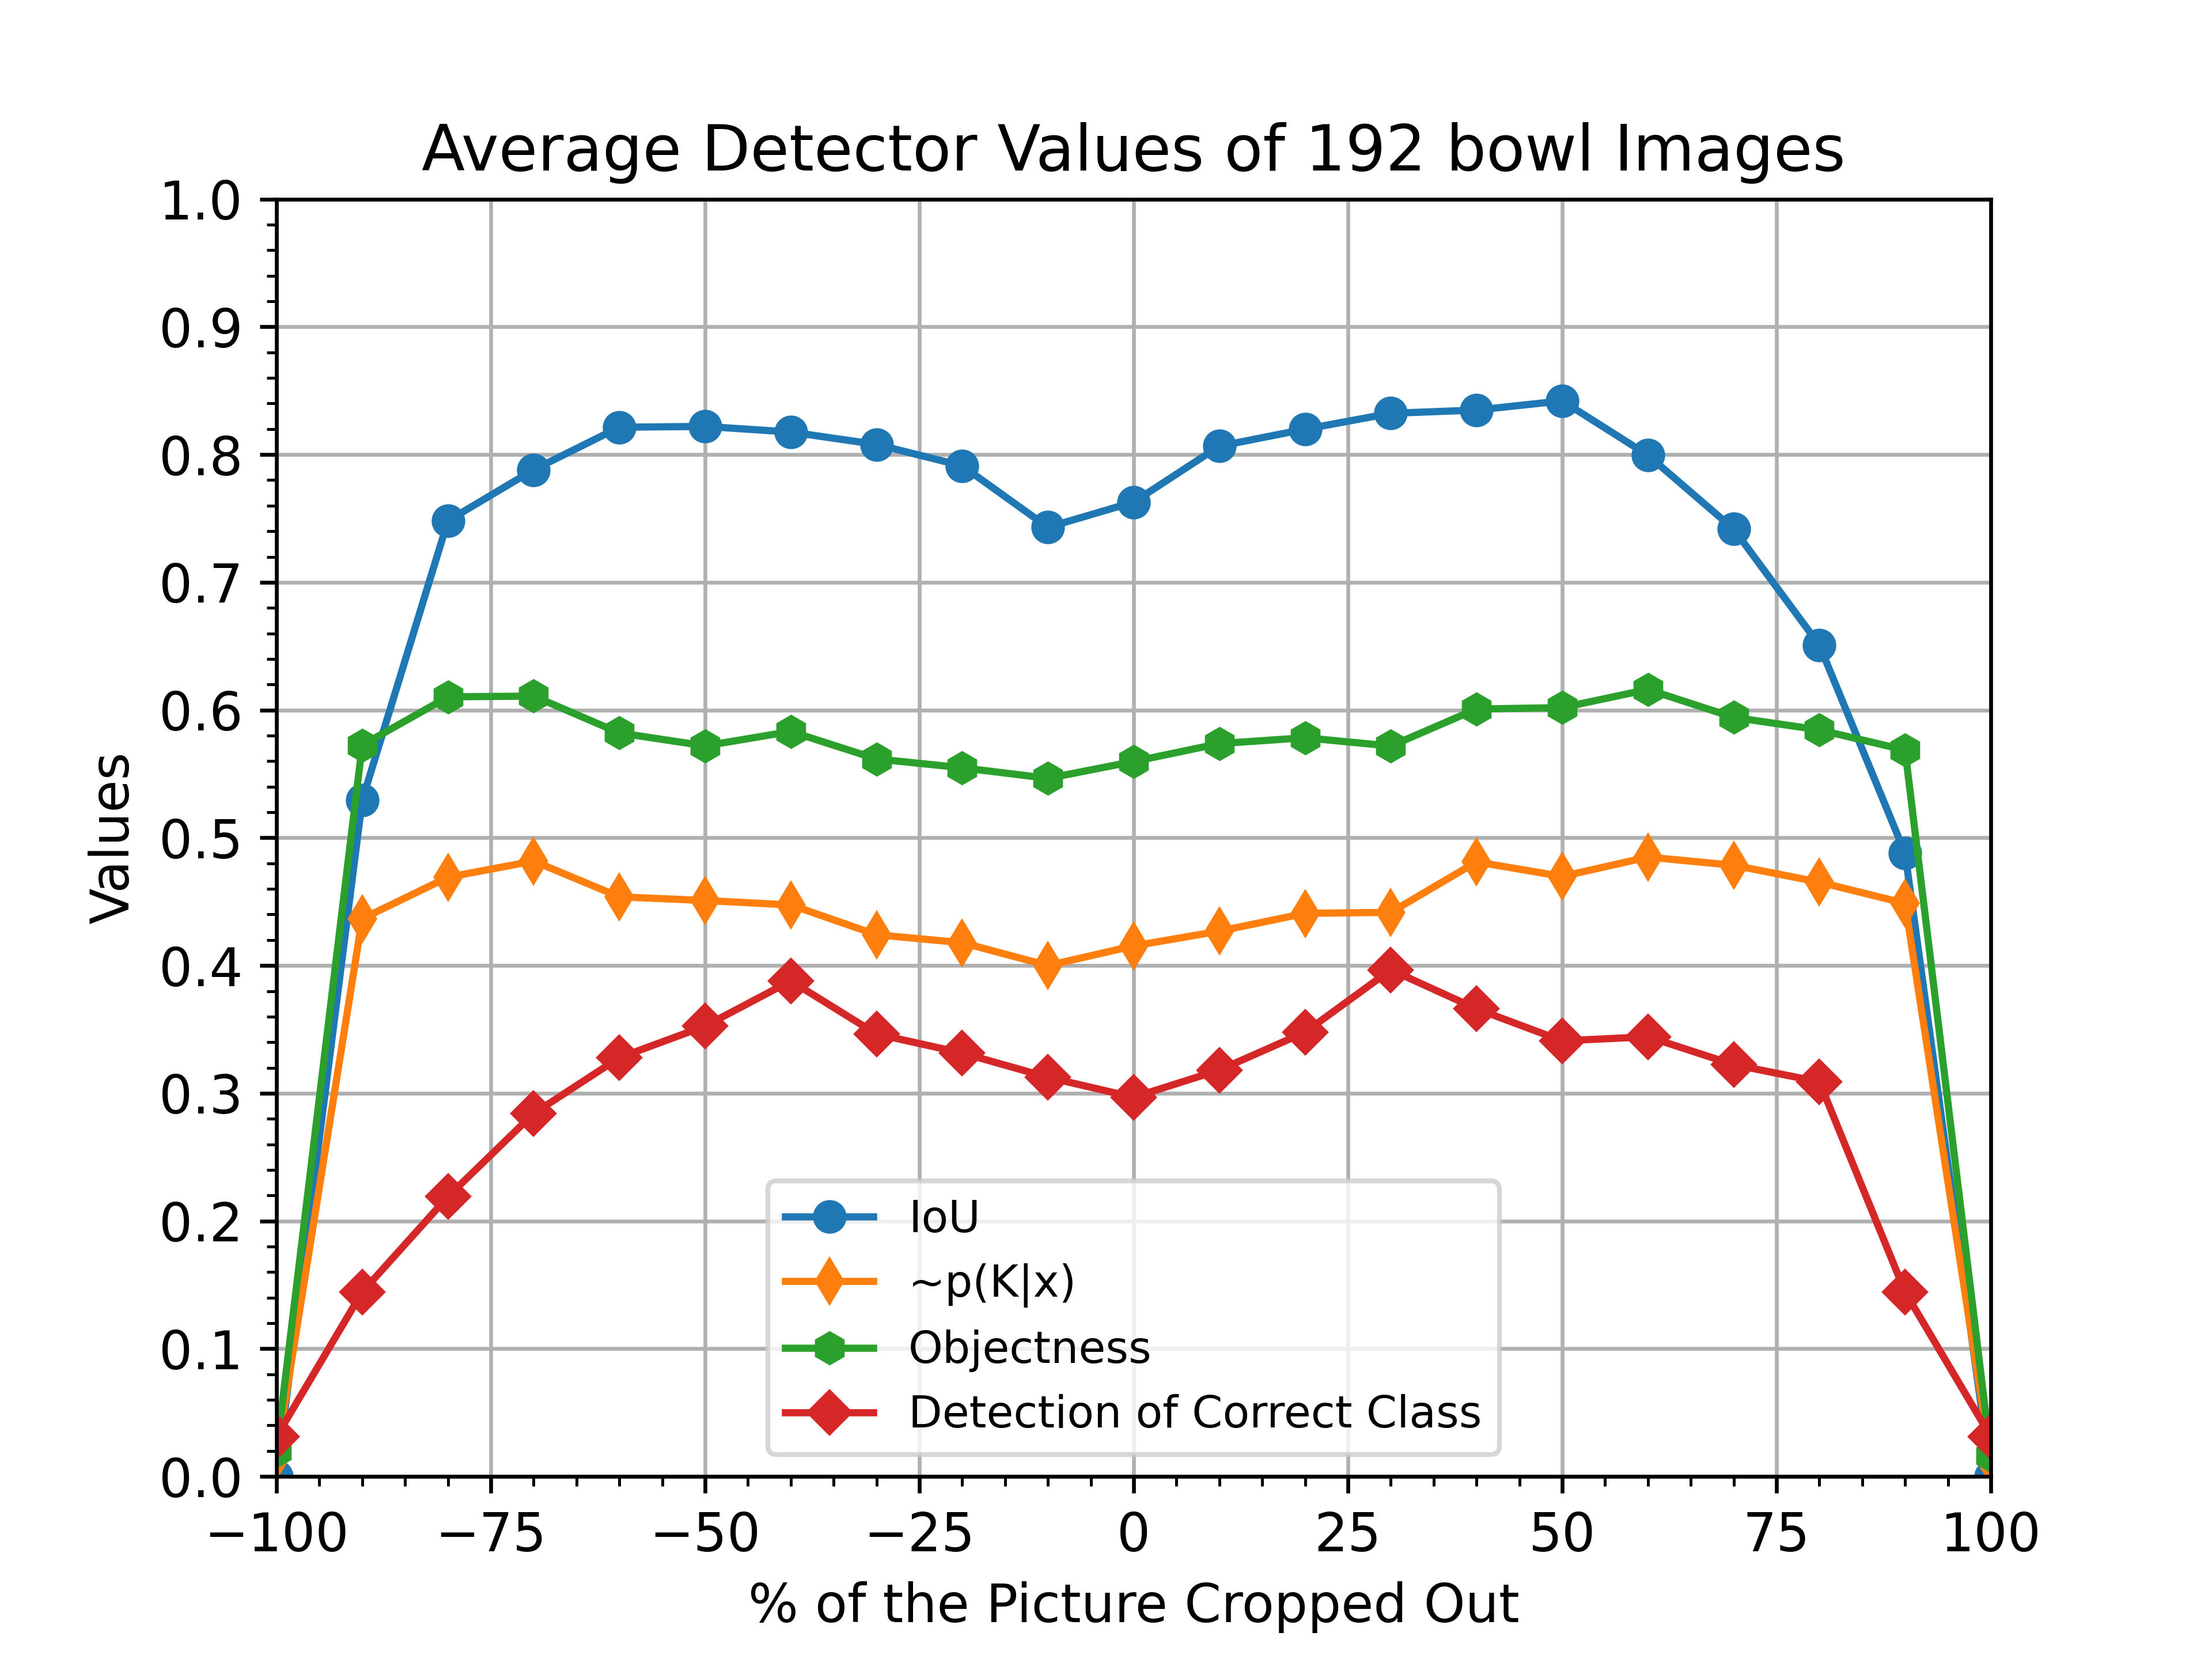 Average Detector Values of 192 bowl Images
1.0
0.9
0.8
0.7
0.6
0.5
0.4
0.3
0.2
0.1
0.0
Values
IoU
~p(K|x)
Objectness
Detection of Correct Class
−100 −75 −50 −25 0 25 50 75 100
% of the Picture Cropped Out